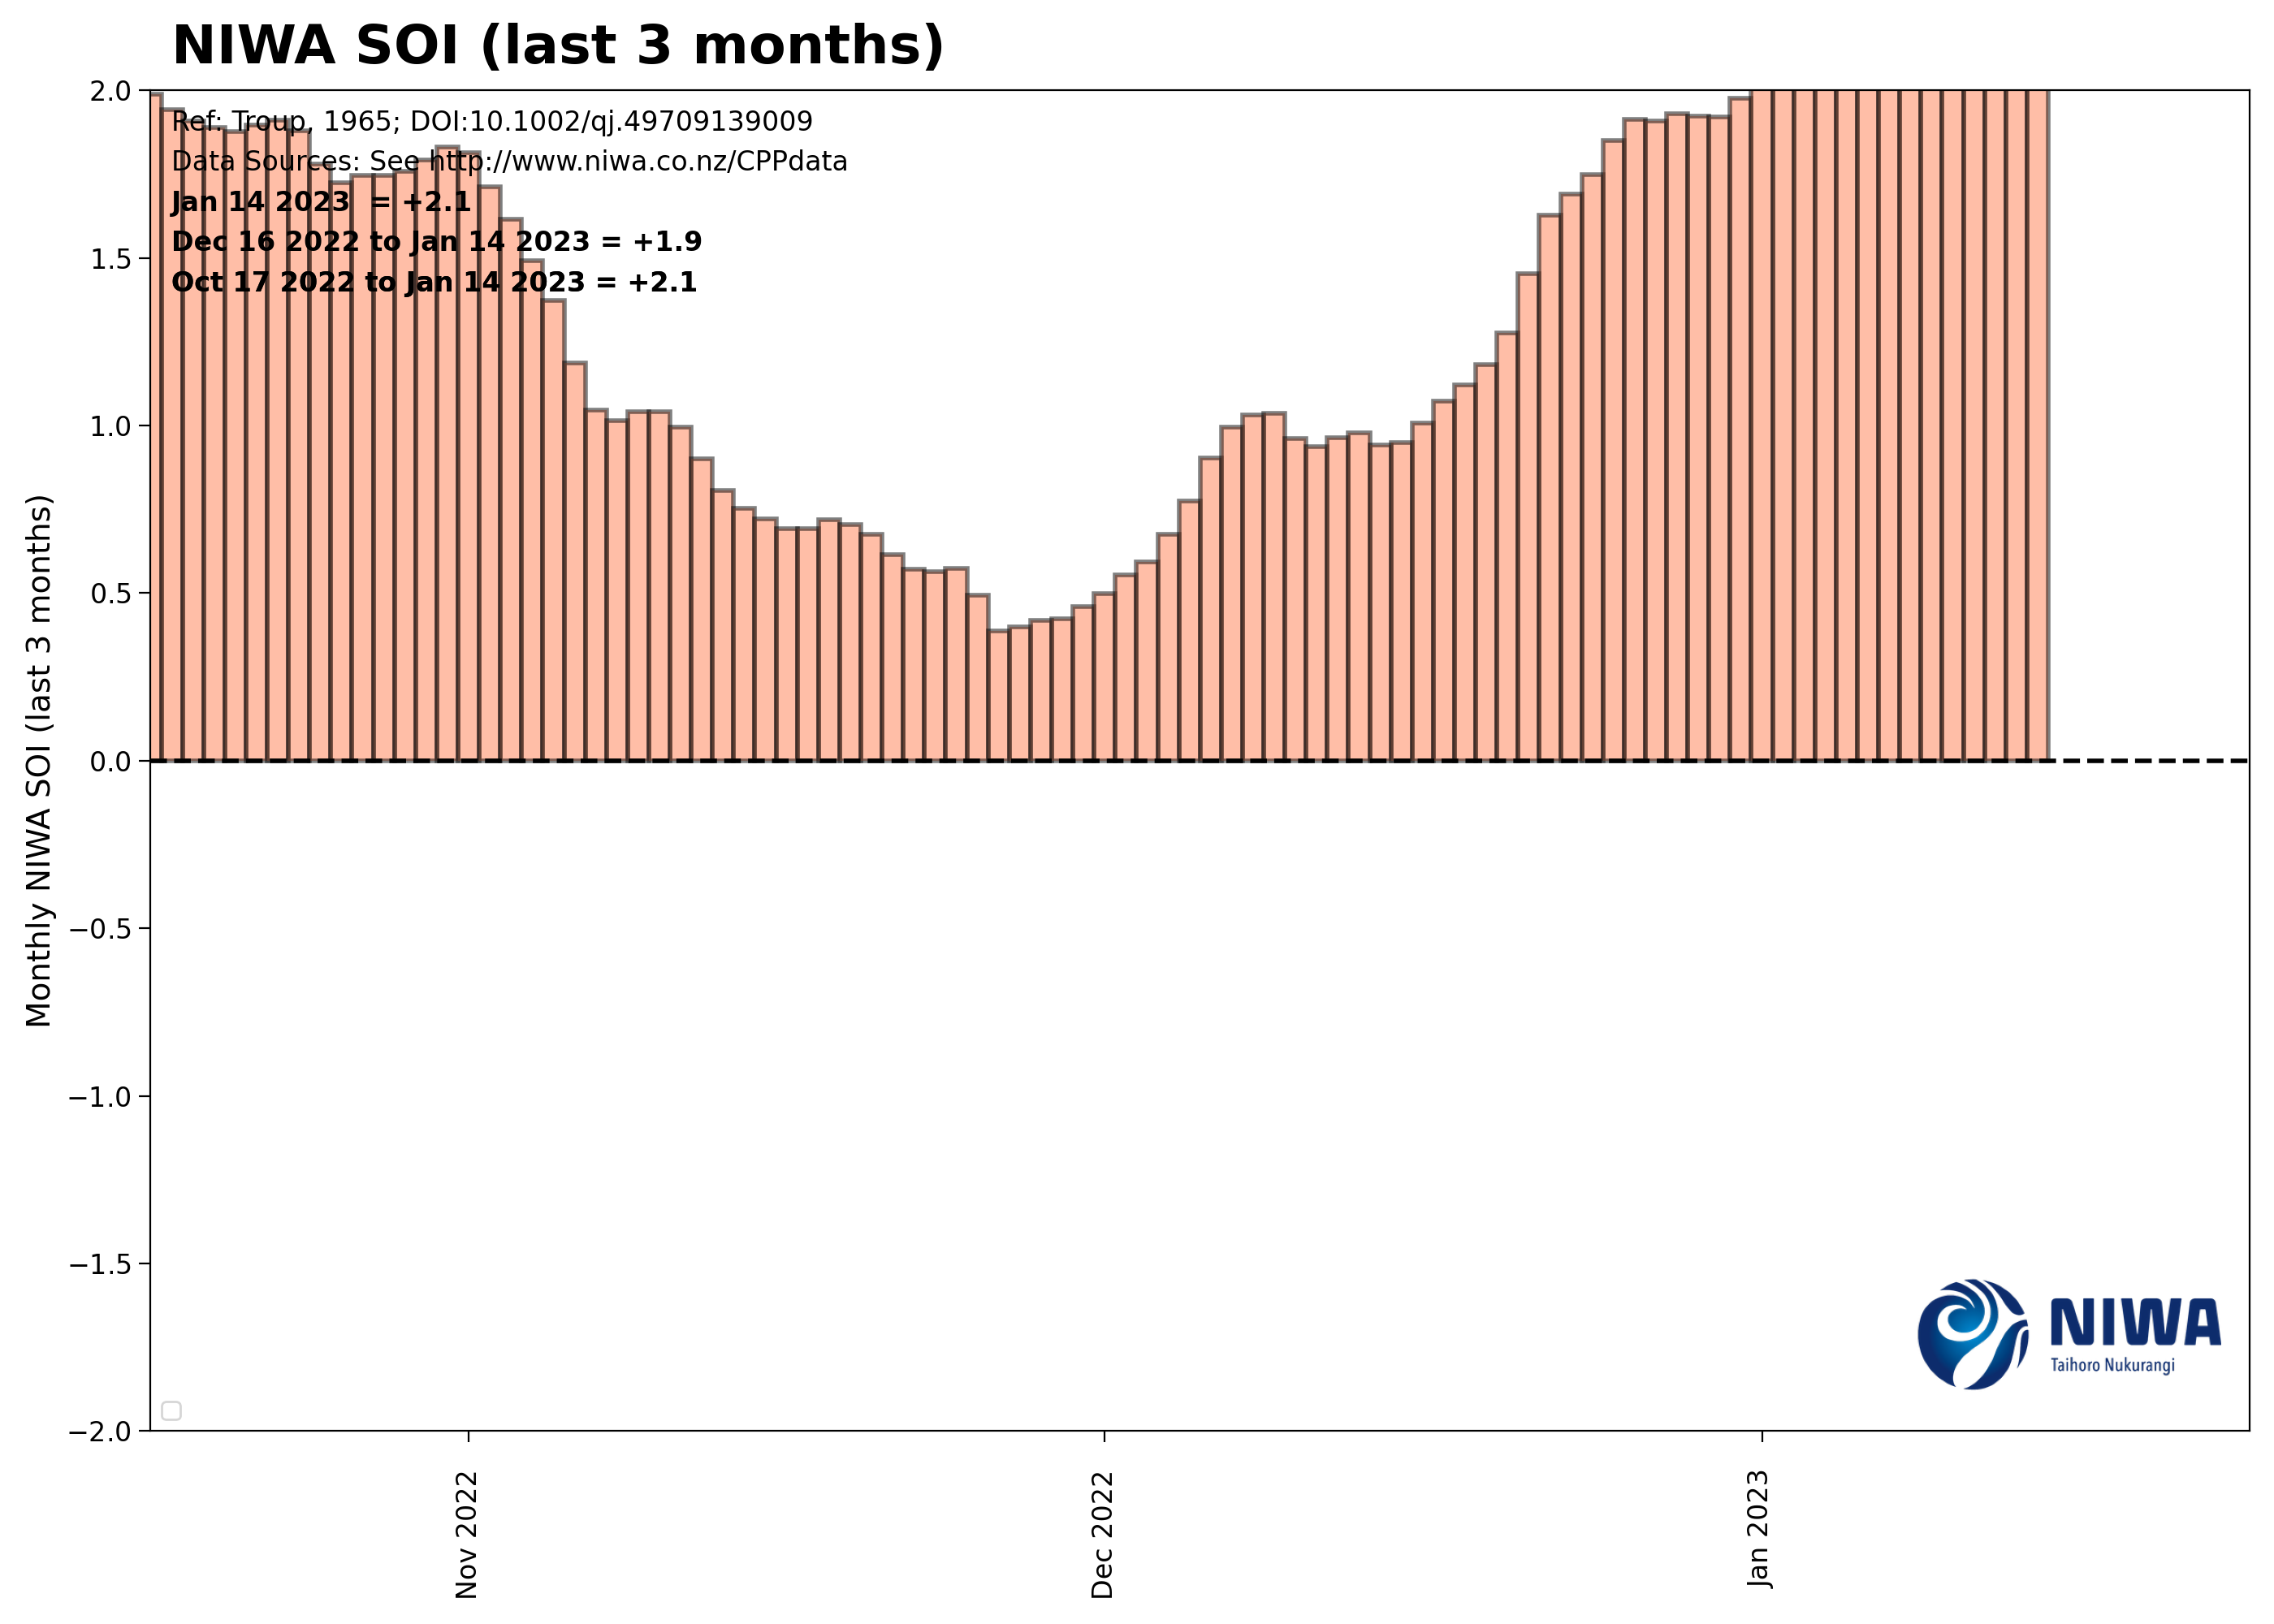 NIWA SOI (last 3 months)
2.0
Ref: Troup, 1965; DOI:10.1002/qj.49709139009
Data Sources: See http://www.niwa.co.nz/CPPdata
Jan 14 2023  = +2.1
Dec 16 2022 to Jan 14 2023 = +1.9
1.5
Oct 17 2022 to Jan 14 2023 = +2.1
1.0
0.5
0.0
−0.5
−1.0
−1.5
−2.0
Monthly NIWA SOI (last 3 months)
NIWA
Taihoro Nukurangi
Nov 2022
Dec 2022
Jan 2023